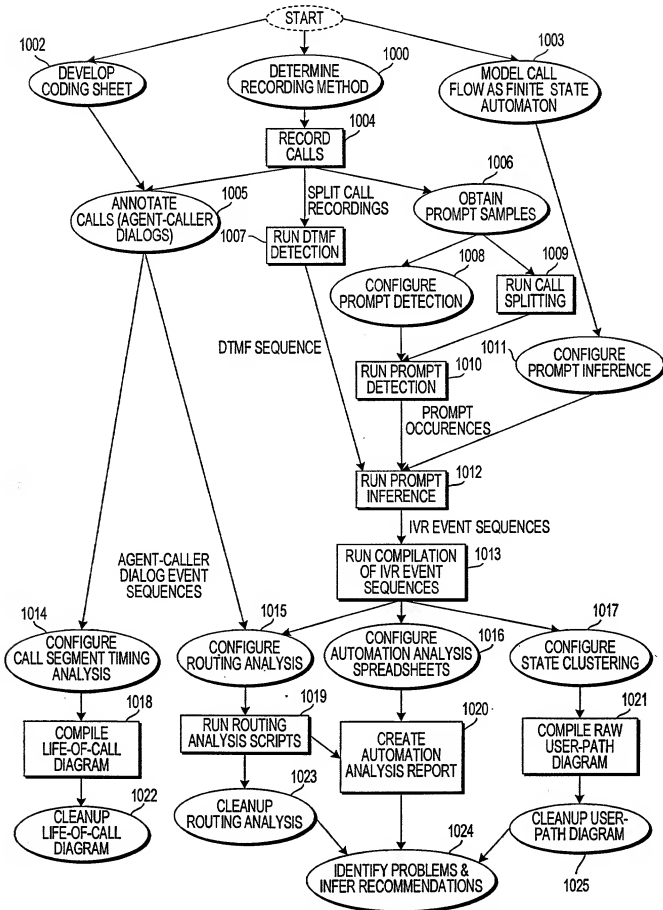 START
1002
DEVELOP
CODING SHEET
DETERMINE
RECORDING METHOD
1000
1003
MODEL CALL
FLOW AS FINITE STATE
AUTOMATON
RECORD
CALLS
1004
ANNOTATE
CALLS (AGENT-CALLER
DIALOGS)
1005
SPLIT CALL
RECORDINGS
1006
OBTAIN
PROMPT SAMPLES
1007
RUN DTMF
DETECTION
1008
CONFIGURE
PROMPT DETECTION
1009
RUN CALL
SPLITTING
DTMF SEQUENCE
RUN PROMPT
DETECTION
1010
1011
CONFIGURE
PROMPT INFERENCE
PROMPT
OCCURENCES
RUN PROMPT
INFERENCE
1012
IVR EVENT SEQUENCES
RUN COMPILATION
OF IVR EVENT
SEQUENCES
1013
AGENT-CALLER
DIALOG EVENT
SEQUENCES
1014
CONFIGURE
CALL SEGMENT TIMING
ANALYSIS
1015
CONFIGURE
ROUTING ANALYSIS
CONFIGURE
AUTOMATION ANALYSIS
SPREADSHEETS
1016
1017
CONFIGURE
STATE CLUSTERING
1018
COMPILE
LIFE-OF-CALL
DIAGRAM
1019
RUN ROUTING
ANALYSIS SCRIPTS
1020
CREATE
AUTOMATION
ANALYSIS REPORT
1021
COMPILE RAW
USER-PATH
DIAGRAM
1022
CLEANUP
LIFE-OF-CALL
DIAGRAM
1023
CLEANUP
ROUTING ANALYSIS
1024
IDENTIFY PROBLEMS &
INFER RECOMMENDATIONS
CLEANUP USER-
PATH DIAGRAM
1025